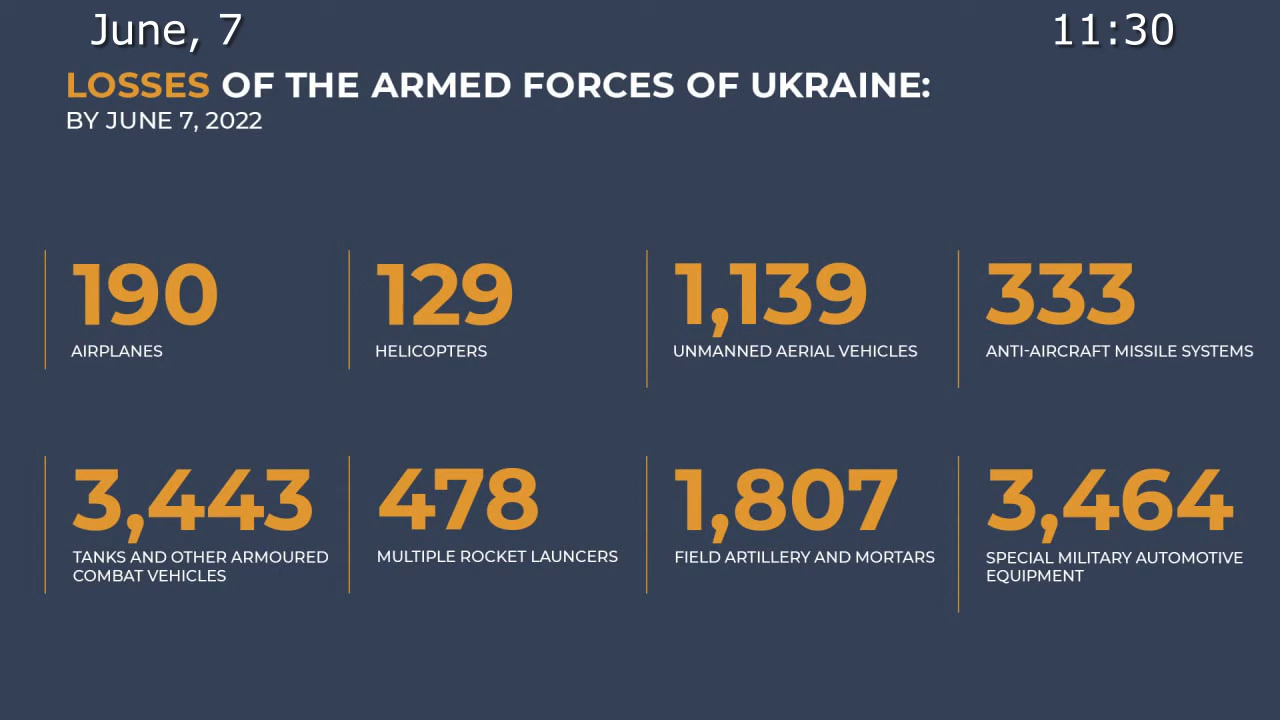 June, 7
11:30
LOSSES OF THE ARMED FORCES OF UKRAINE:
BY JUNE 7, 2022
190
AIRPLANES
129
HELICOPTERS
1,139
UNMANNED AERIAL VEHICLES
333
ANTI-AIRCRAFT MISSILE SYSTEMS
3,443
TANKS AND OTHER ARMOURED
COMBAT VEHICLES
478
MULTIPLE ROCKET LAUNCERS
1,807
FIELD ARTILLERY AND MORTARS
3,464
SPECIAL MILITARY AUTOMOTIVE
EQUIPMENT